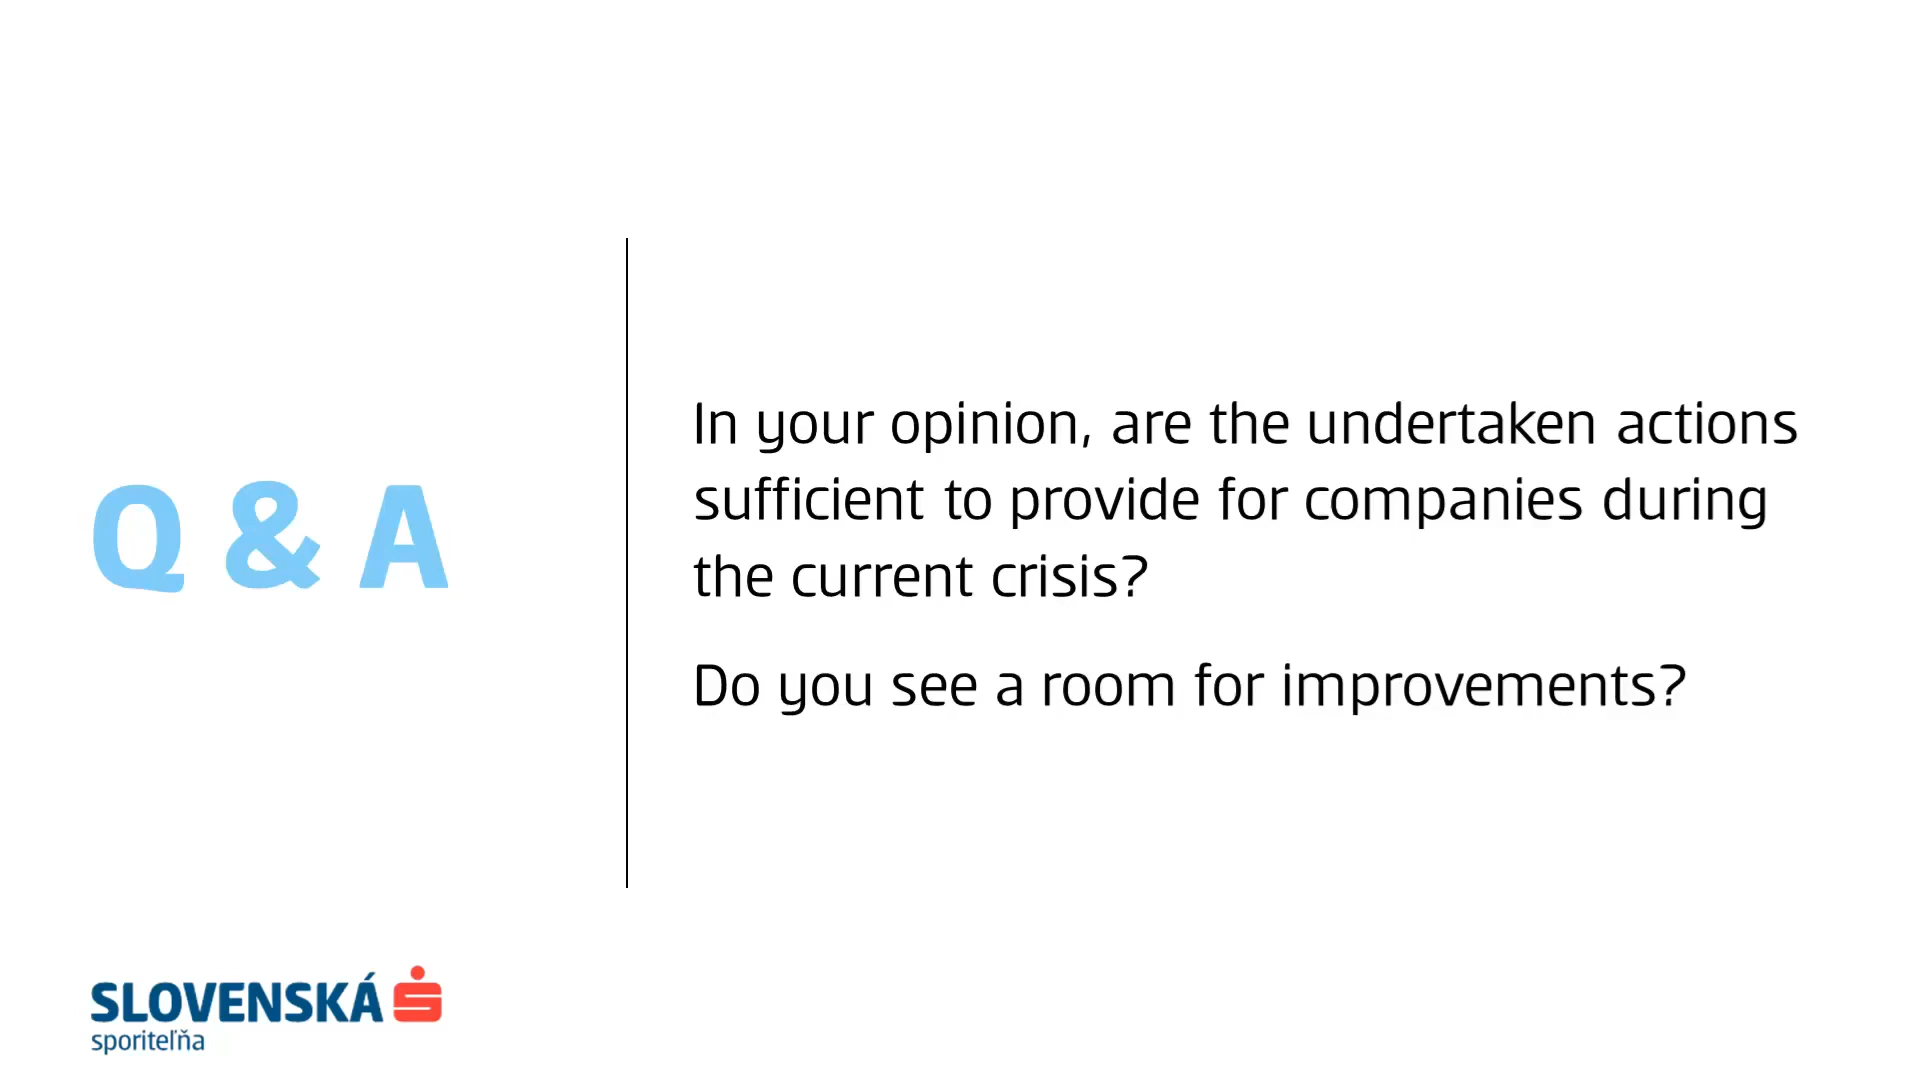 Q & A
In your opinion, are the undertaken actions
sufficient to provide for companies during
the current crisis?
Do you see a room for improvements?
SLOVENSKÁ
sporiteľňa